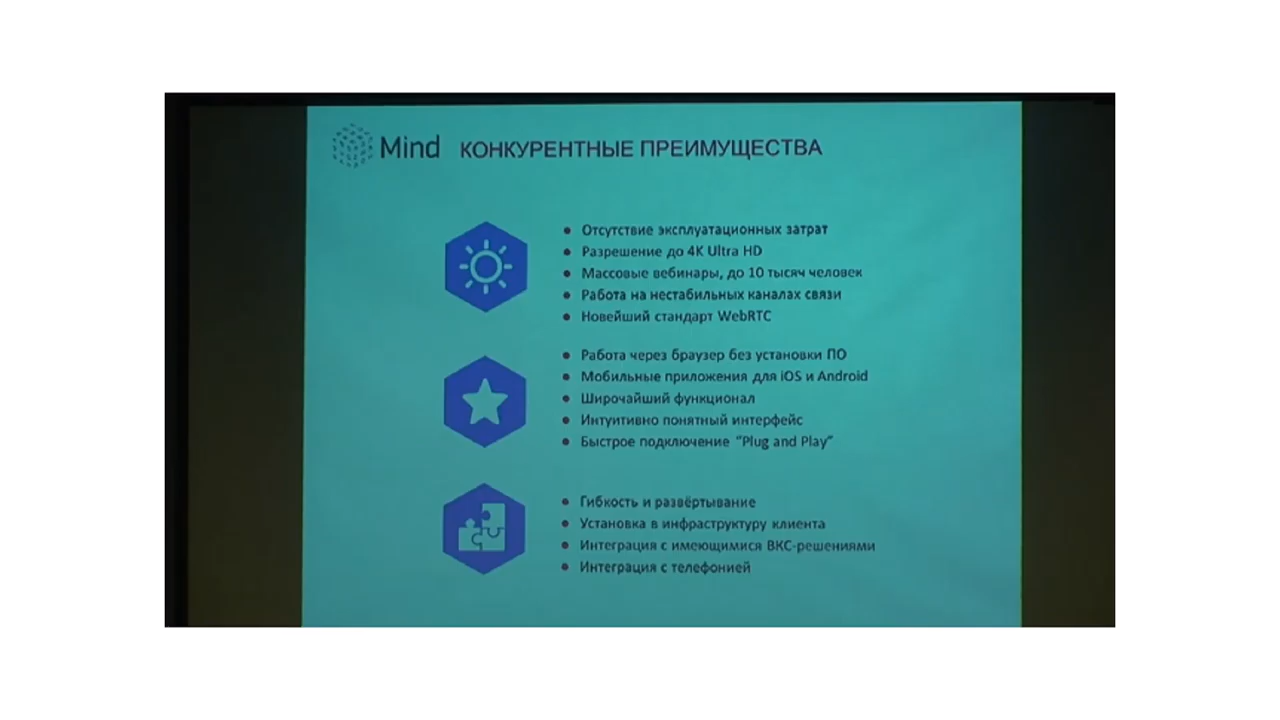 Mind КОНКУРЕНТНЫЕ ПРЕИМУЩЕСТВА
• Отсутствие эксплуатационных затрат
• Разрешение до 4K Ultra HD
• Массовые вебинары, до 10 тысяч человек
• Работа на нестабильных каналах связи
• Новейший стандарт WebRTC
• Работа через браузер без установки ПО
• Мобильные приложения для iOS и Android
• Широчайший функционал
• Интуитивно понятный интерфейс
• Быстрое подключение “Plug and Play”
• Гибкость и развёртывание
• Установка в инфраструктуру клиента
• Интеграция с имеющимися ВКС-решениями
• Интеграция с телефонией